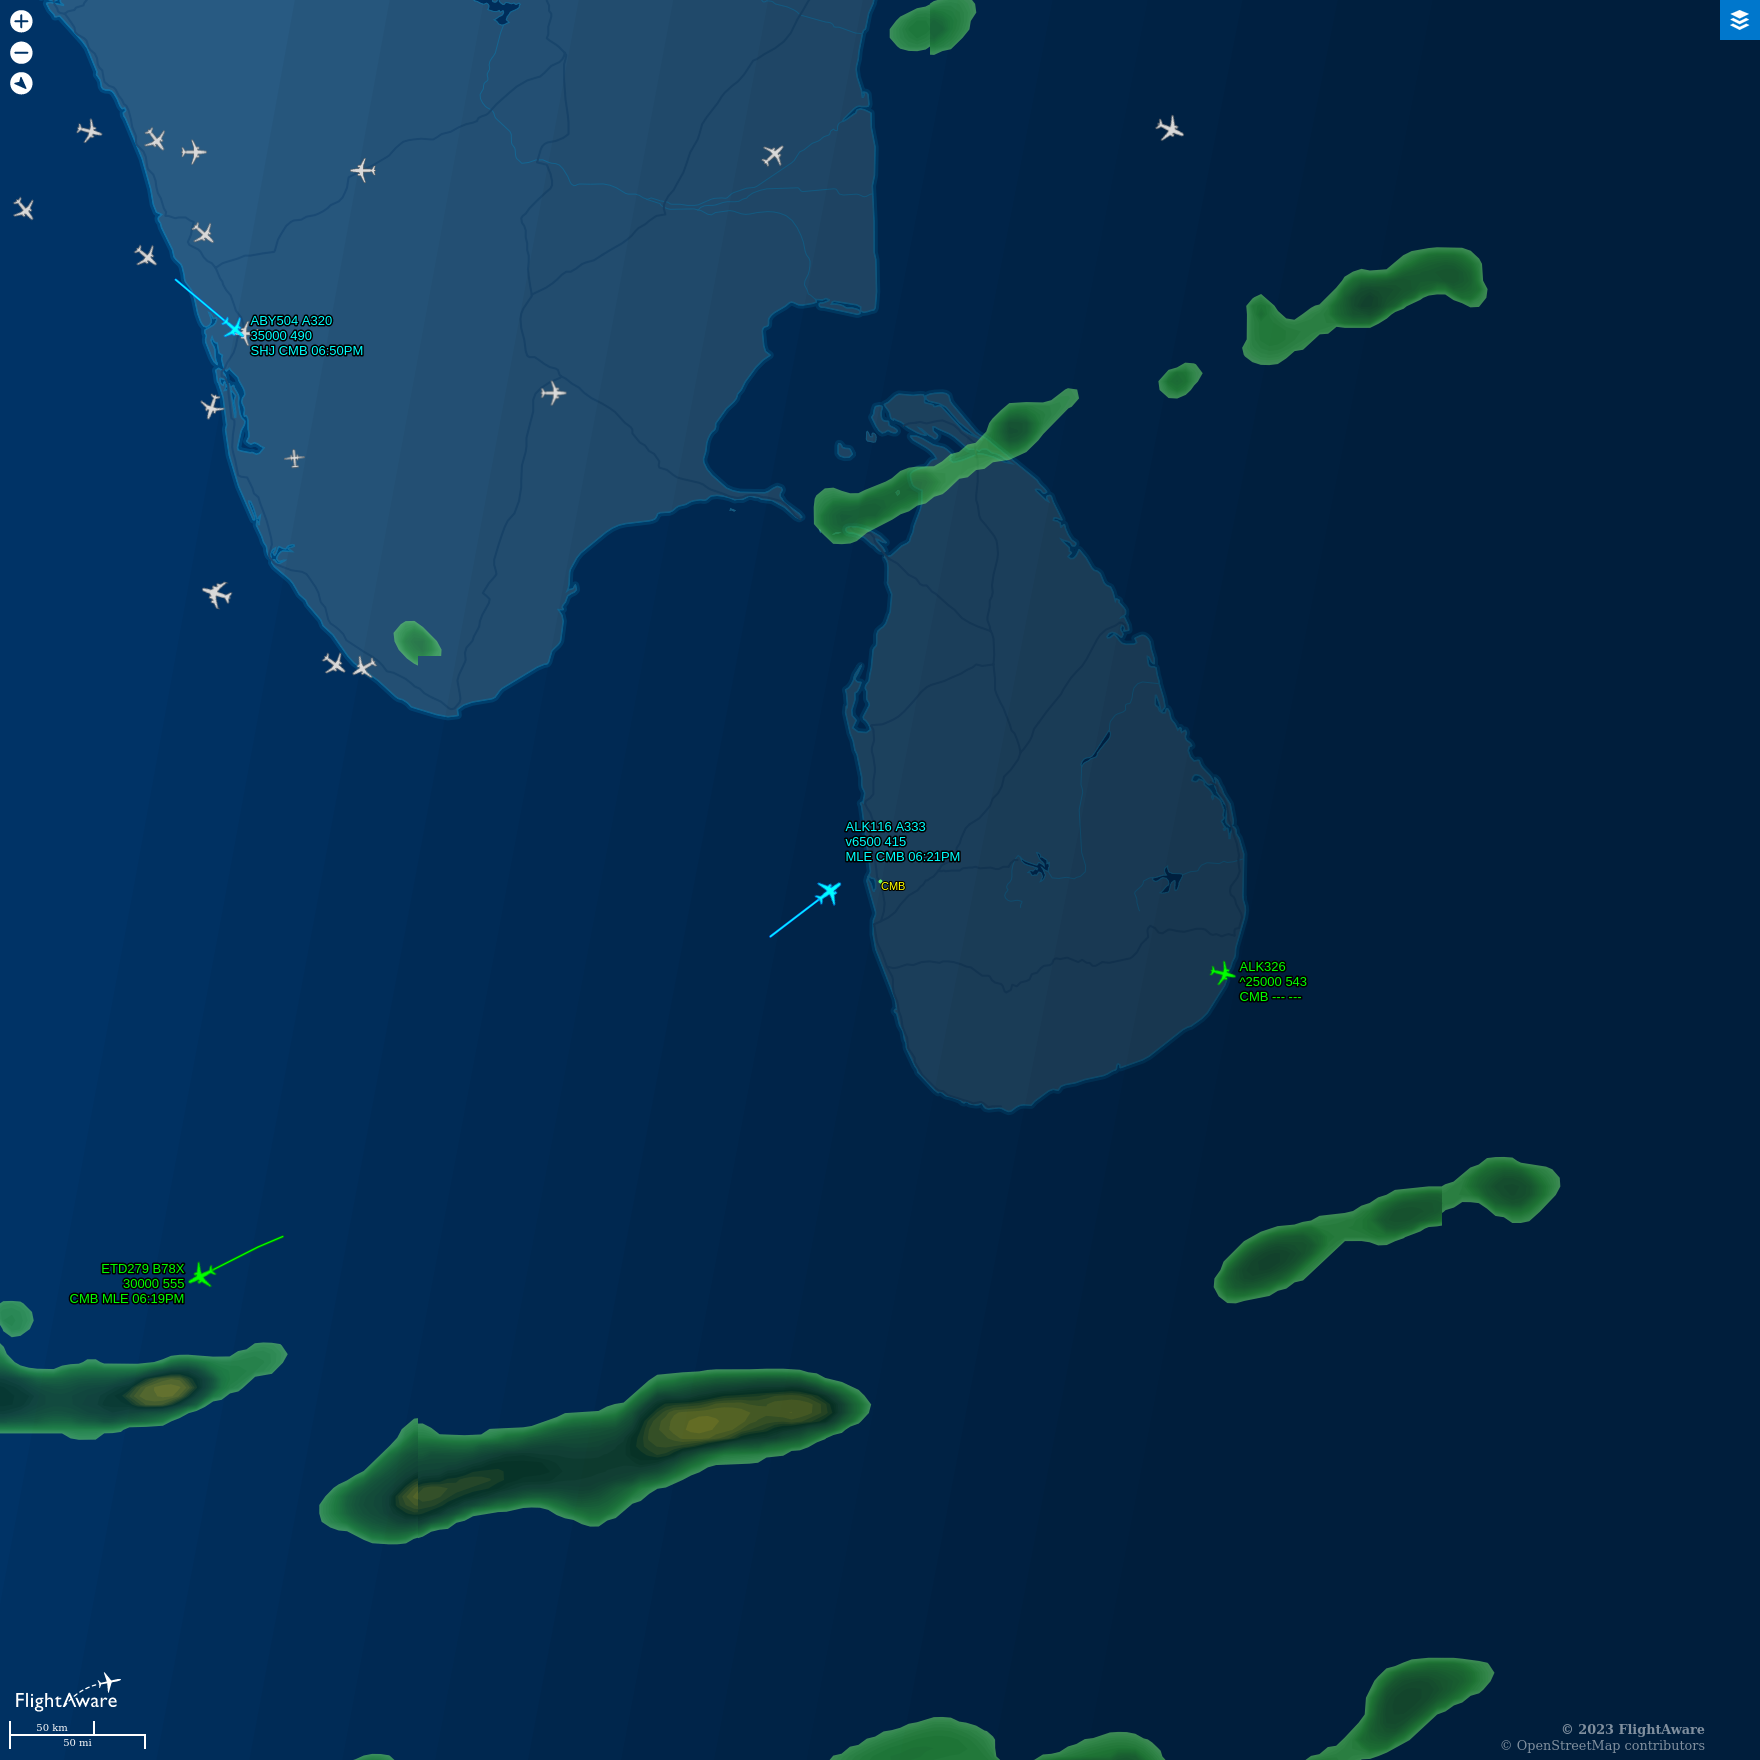 ABY504 A320
35000 490
SHJ CMB 06:50PM
ALK116 A333
v6500 415
MLE CMB 06:21PM
CMB
ALK326
^25000 543
CMB --- ---
ETD279 B78X
30000 555
CMB MLE 06:19PM
FlightAware
50 km
50 mi
© 2023 FlightAware
© OpenStreetMap contributors